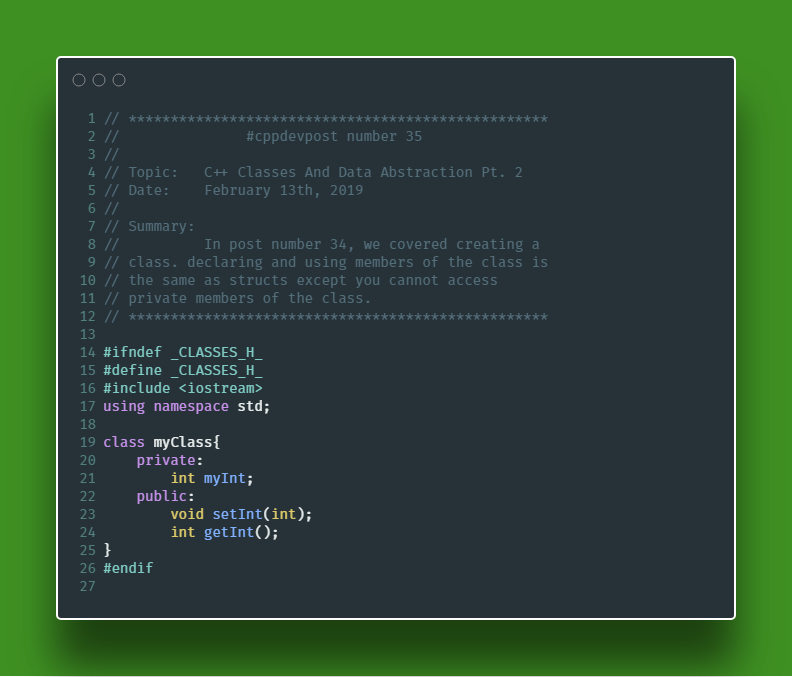 1 // **************************************************
2 //               #cppdevpost number 35
3 //
4 // Topic:   C++ Classes And Data Abstraction Pt. 2
5 // Date:    February 13th, 2019
6 //
7 // Summary:
8 //          In post number 34, we covered creating a
9 // class. declaring and using members of the class is
10 // the same as structs except you cannot access
11 // private members of the class.
12 // **************************************************
13
14 #ifndef _CLASSES_H_
15 #define _CLASSES_H_
16 #include <iostream>
17 using namespace std;
18
19 class myClass{
20     private:
21         int myInt;
22     public:
23         void setInt(int);
24         int getInt();
25 }
26 #endif
27